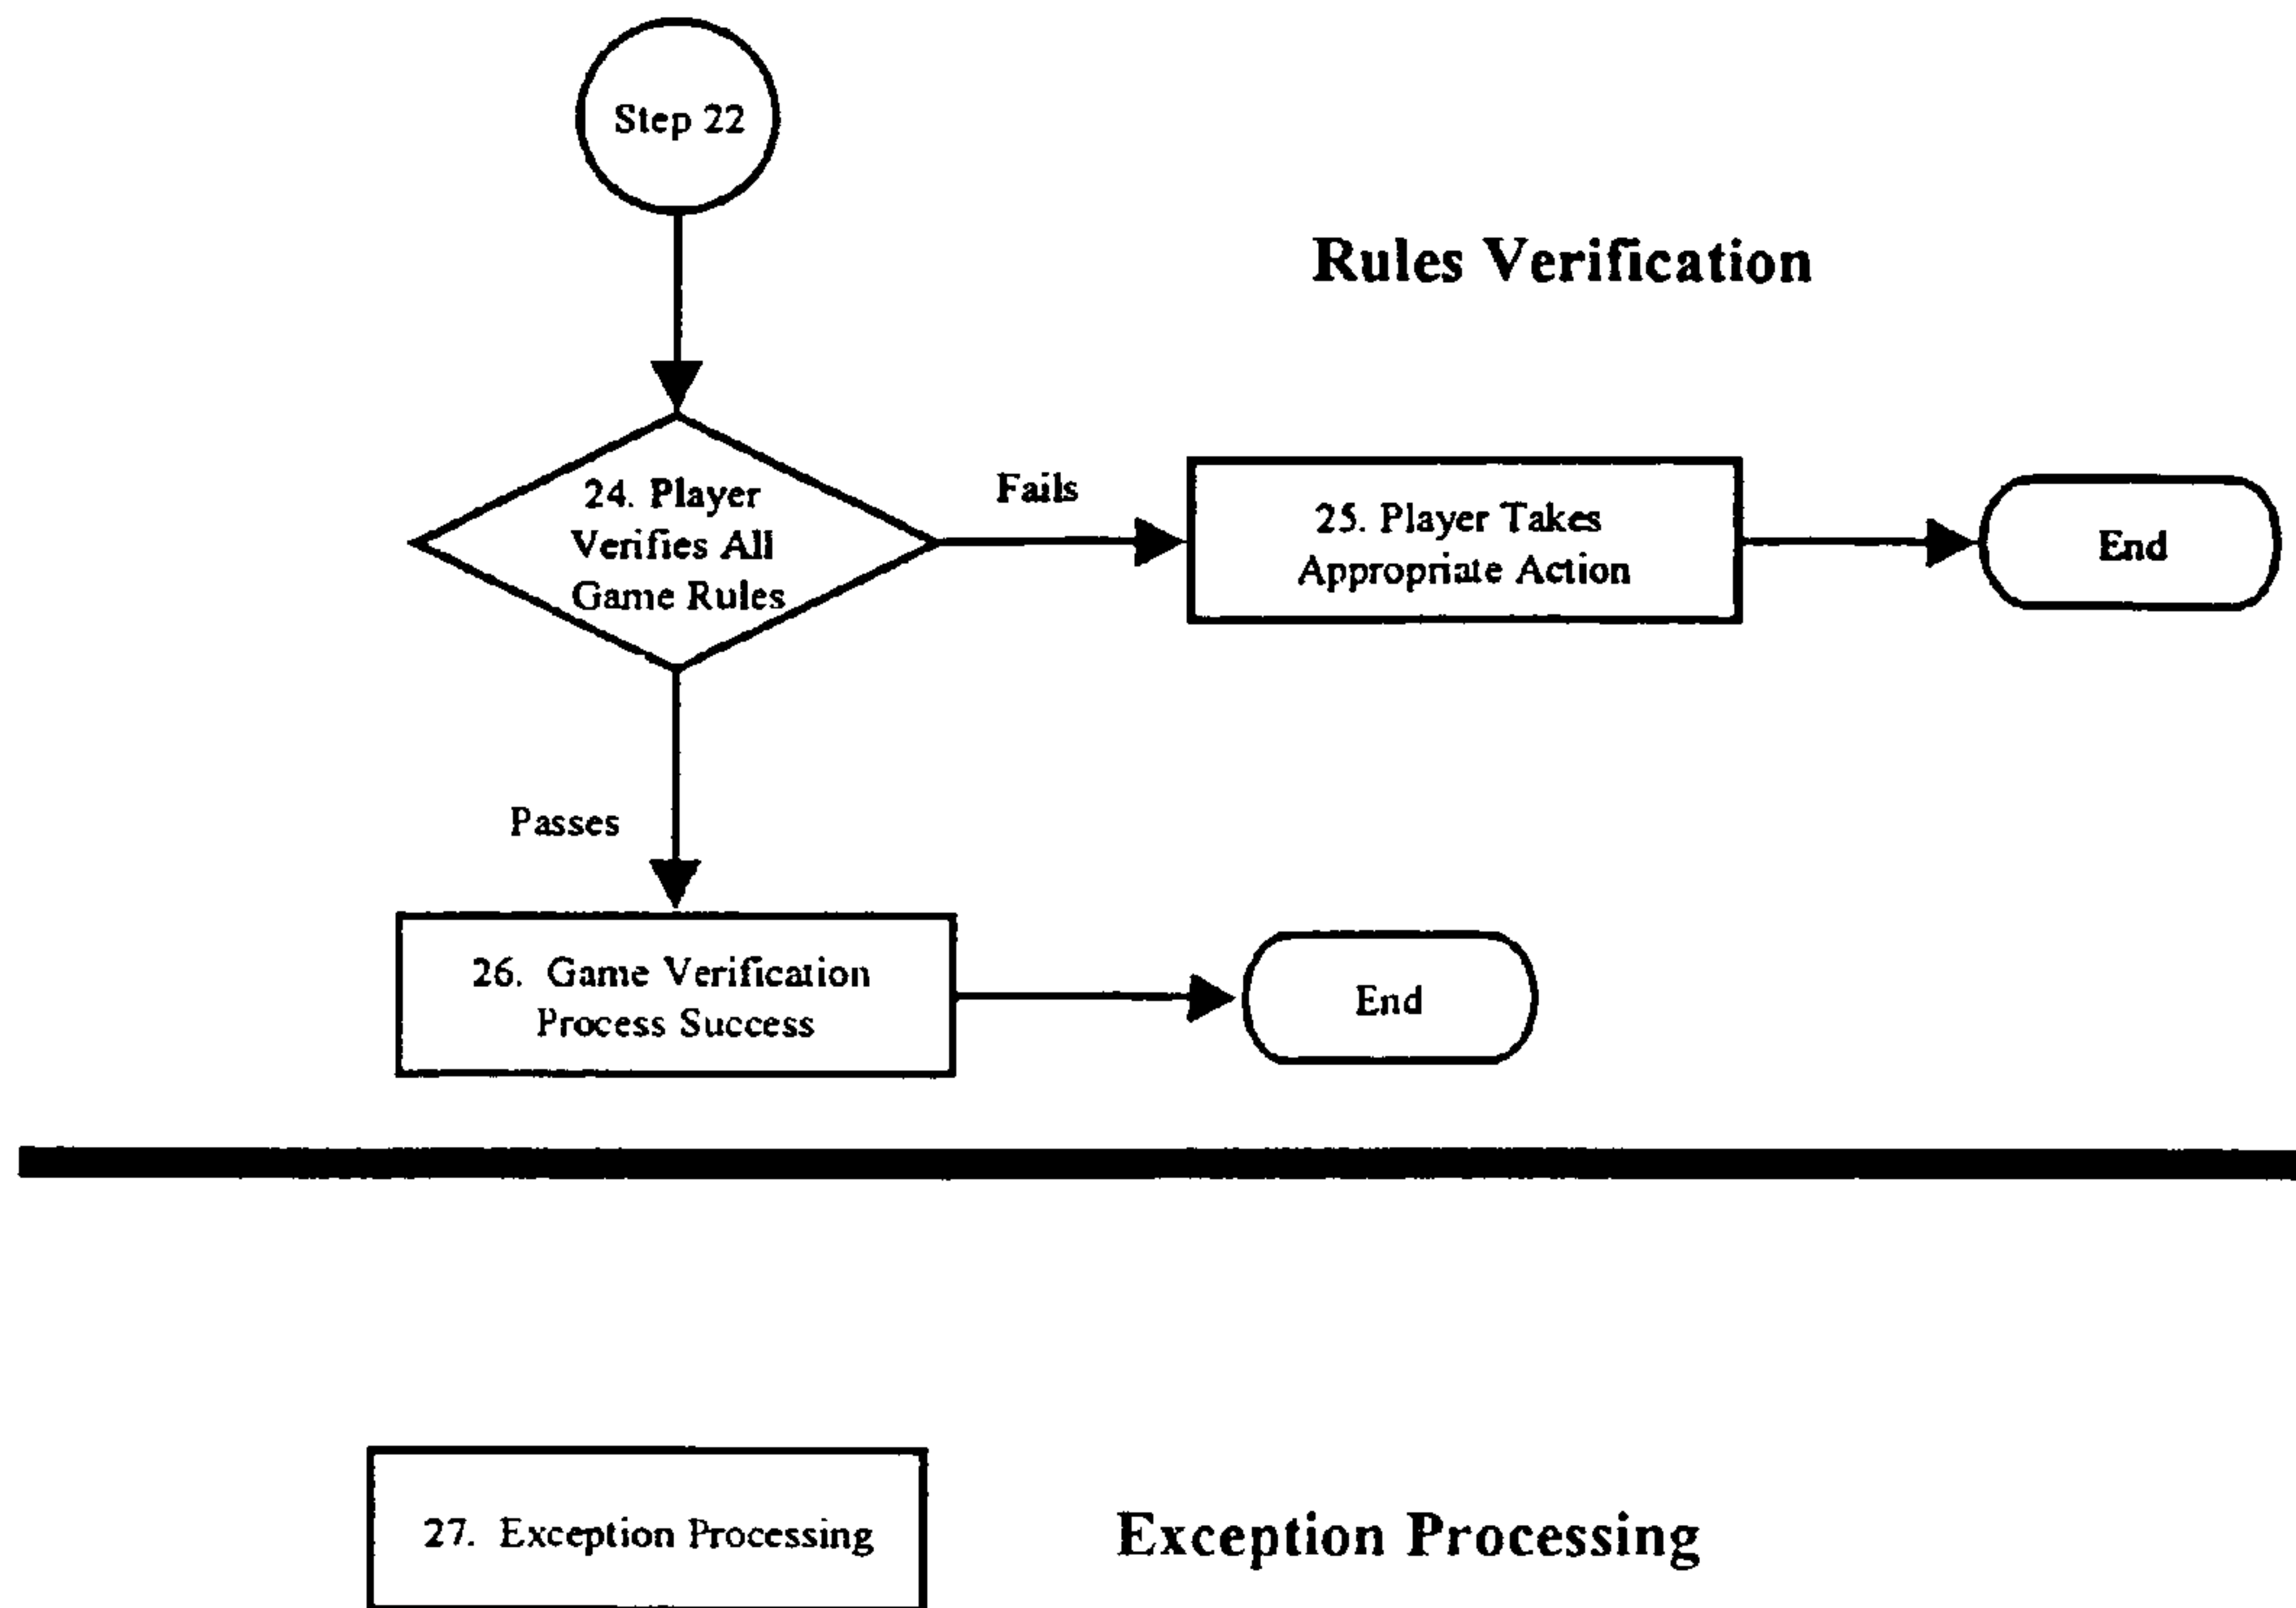 Step 22
Rules Verification
24. Player
Verifies All
Game Rules
Fails
25. Player Takes
Appropriate Action
End
Passes
26. Game Verification
Process Success
End
27. Exception Processing
Exception Processing